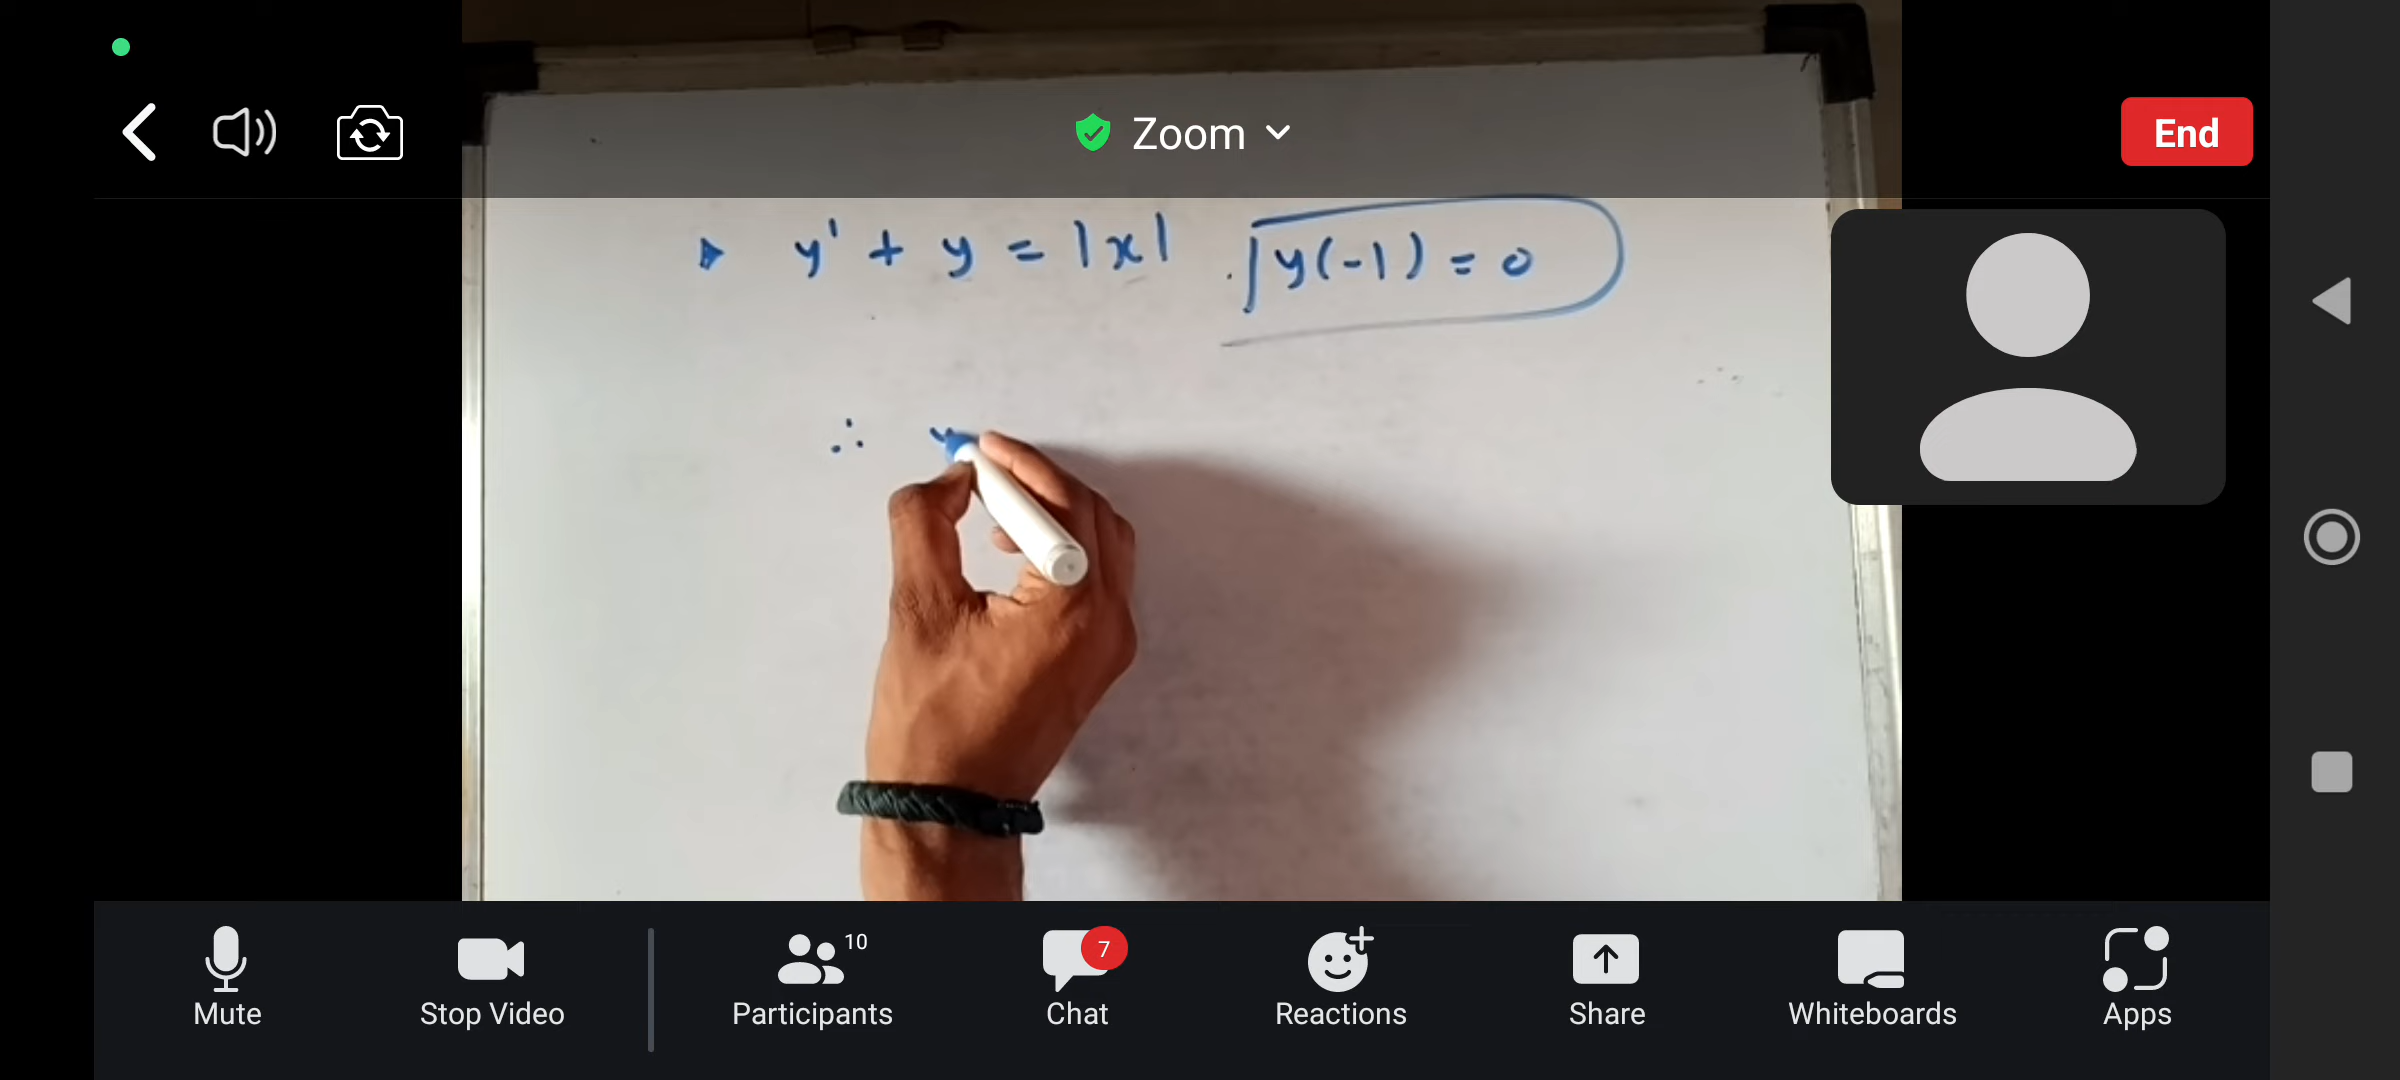 Zoom
End
y' + y = |x| y(-1) = 0
∴ y
10
7
Mute
Stop Video
Participants
Chat
Reactions
Share
Whiteboards
Apps